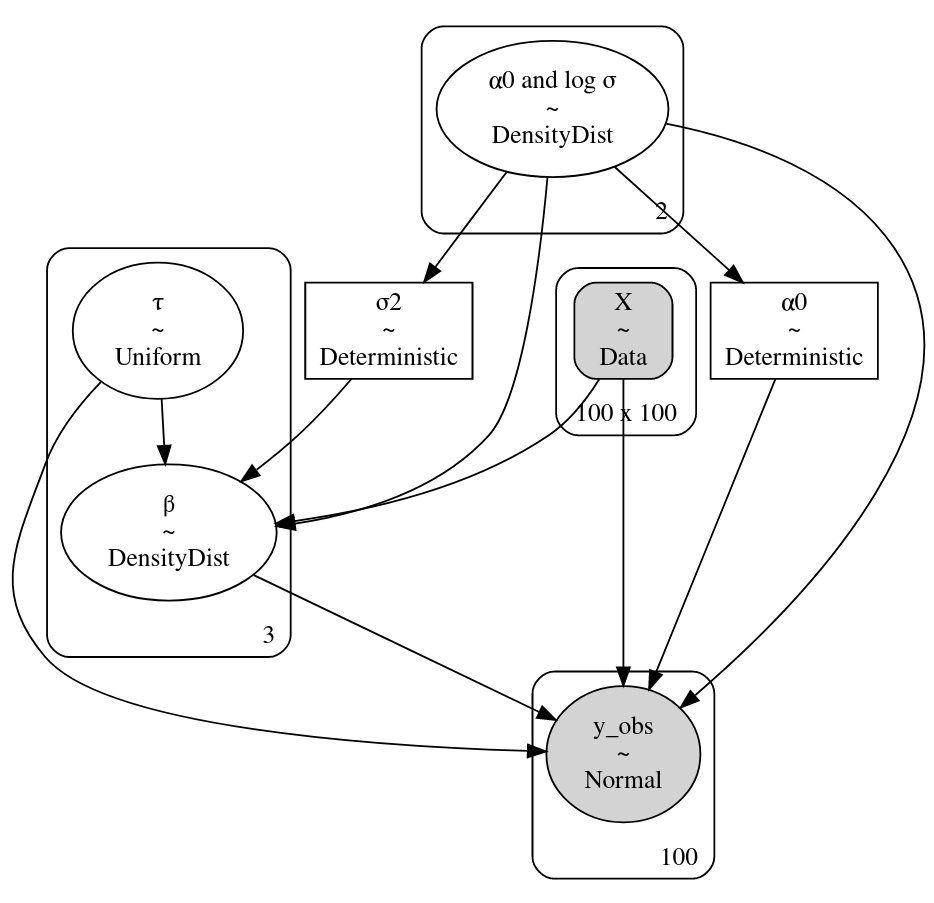 α0 and log σ
~
DensityDist
2
τ
~
Uniform
σ2
~
Deterministic
X
~
Data
100 x 100
α0
~
Deterministic
β
~
DensityDist
3
y_obs
~
Normal
100